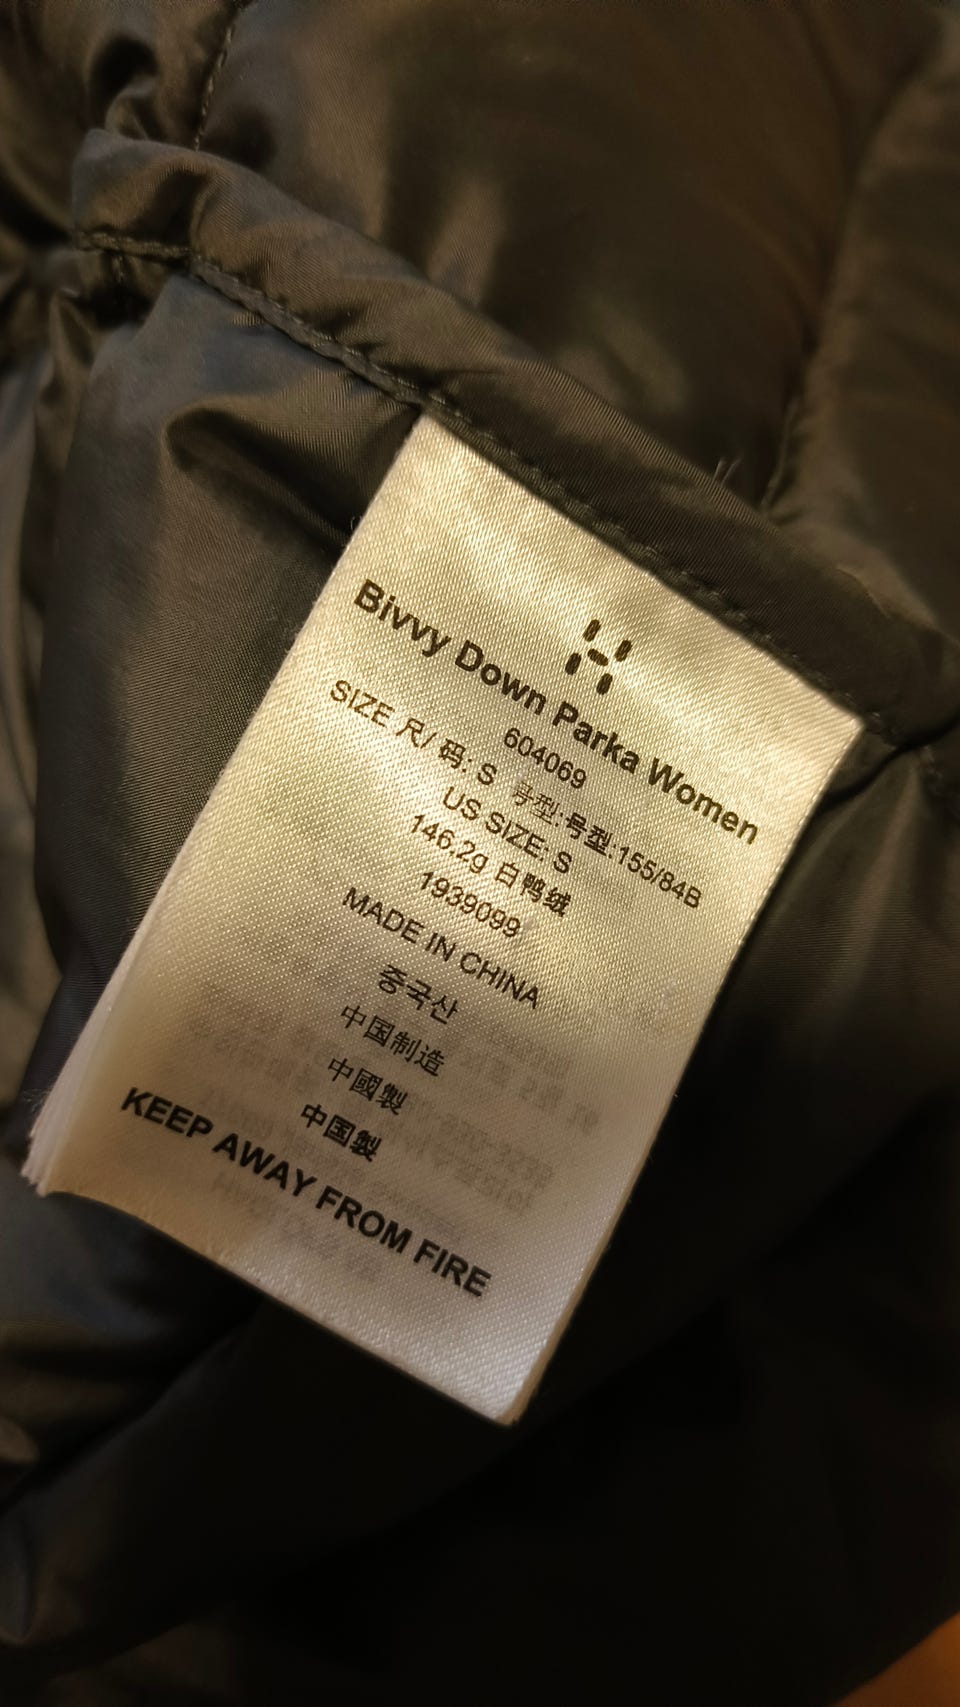 Bivvy Down Parka Women
604069
SIZE 尺/ 码: S 号型:号型:155/84B
US SIZE: S
146,2g 白鸭绒
1939099
MADE IN CHINA
중국산
中国制造
中國製
中国製
KEEP AWAY FROM FIRE